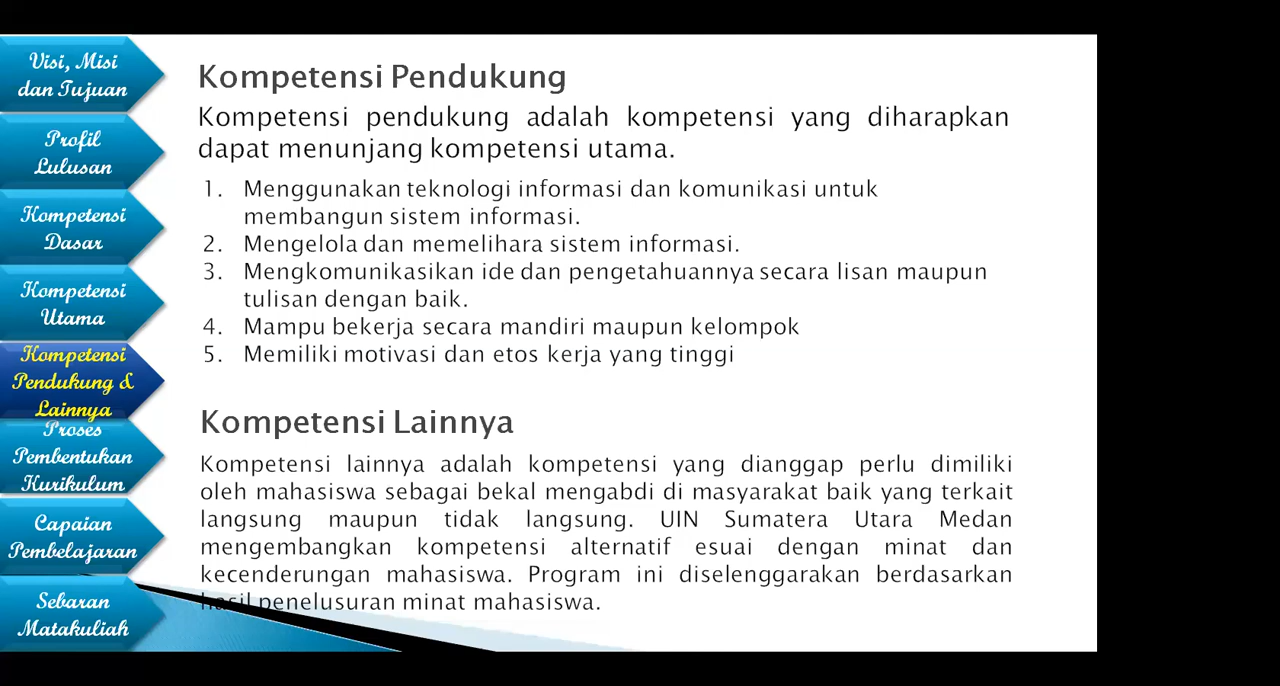 Visi, Misi
dan Tujuan
Profil
Lulusan
Kompetensi
Dasar
Kompetensi
Utama
Kompetensi
Pendukung &
Lainnya
Proses
Pembentukan
Kurikulum
Capaian
Pembelajaran
Sebaran
Matakuliah
Kompetensi Pendukung
Kompetensi pendukung adalah kompetensi yang diharapkan
dapat menunjang kompetensi utama.
1. Menggunakan teknologi informasi dan komunikasi untuk
membangun sistem informasi.
2. Mengelola dan memelihara sistem informasi.
3. Mengkomunikasikan ide dan pengetahuannya secara lisan maupun
tulisan dengan baik.
4. Mampu bekerja secara mandiri maupun kelompok
5. Memiliki motivasi dan etos kerja yang tinggi
Kompetensi Lainnya
Kompetensi lainnya adalah kompetensi yang dianggap perlu dimiliki
oleh mahasiswa sebagai bekal mengabdi di masyarakat baik yang terkait
langsung maupun tidak langsung. UIN Sumatera Utara Medan
mengembangkan kompetensi alternatif esuai dengan minat dan
kecenderungan mahasiswa. Program ini diselenggarakan berdasarkan
hasil penelusuran minat mahasiswa.